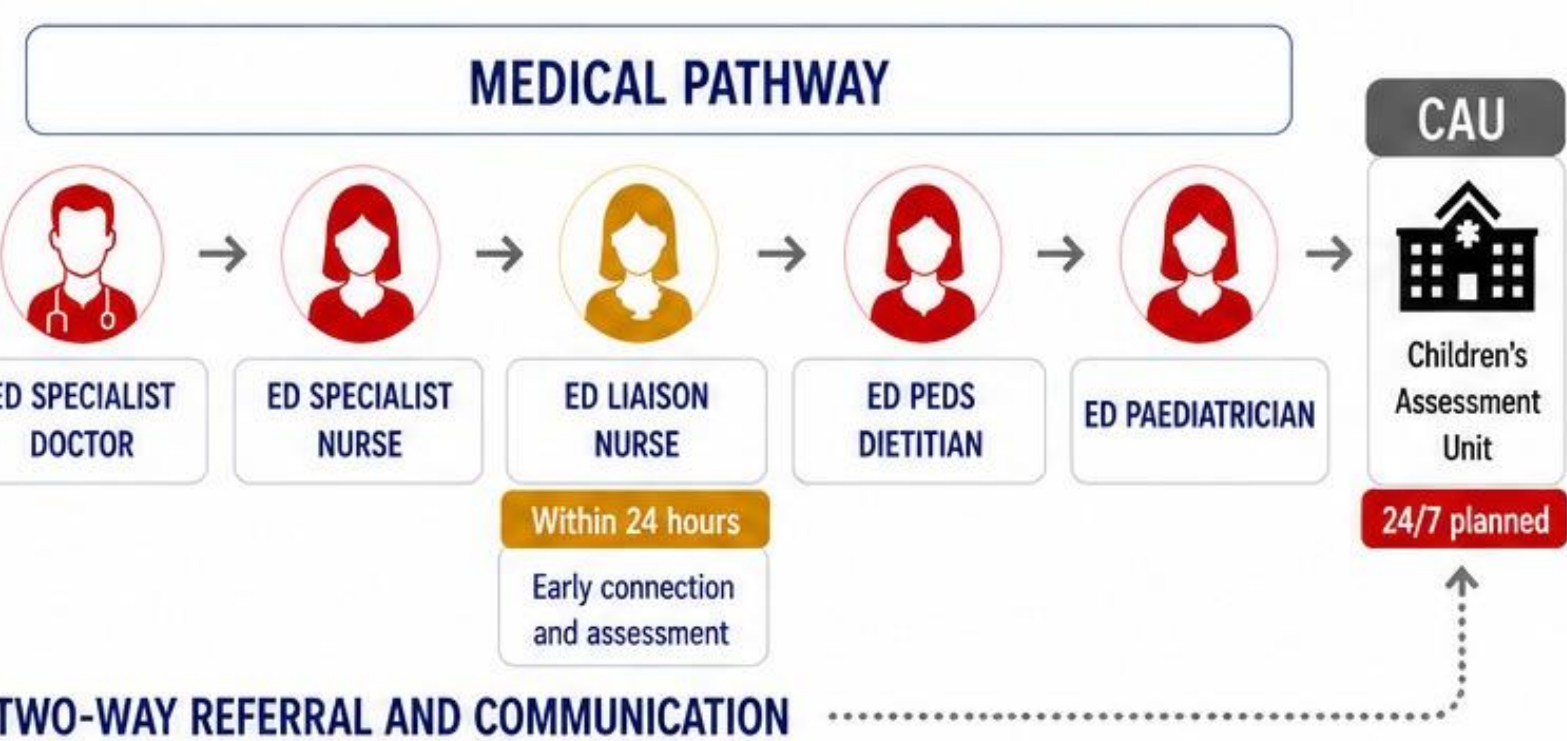 MEDICAL PATHWAY
CAU
ED SPECIALIST
DOCTOR
ED SPECIALIST
NURSE
ED LIAISON
NURSE
ED PEDS
DIETITIAN
ED PAEDIATRICIAN
Children's
Assessment
Unit
Within 24 hours
24/7 planned
Early connection
and assessment
TWO-WAY REFERRAL AND COMMUNICATION